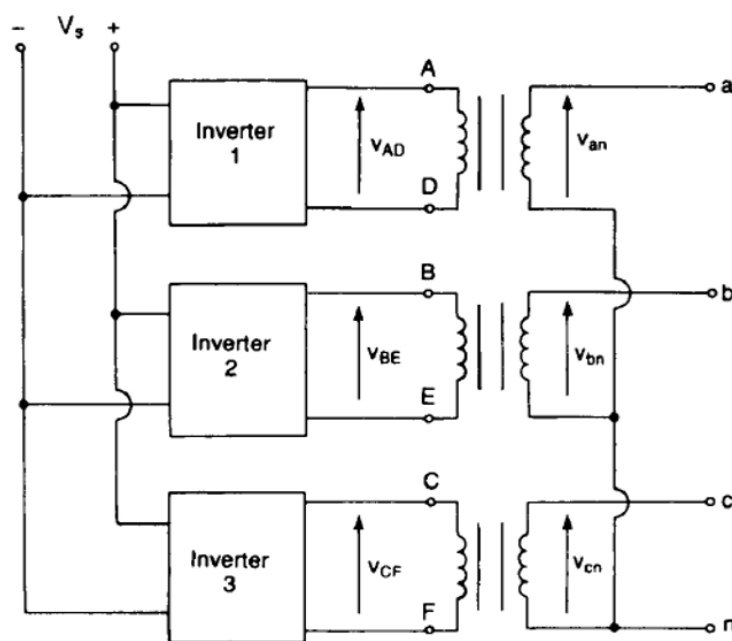 − Vs +
A
a
Inverter
1
vAD
van
D
B
b
Inverter
2
vBE
vbn
E
C
c
Inverter
3
vCF
vcn
F
n